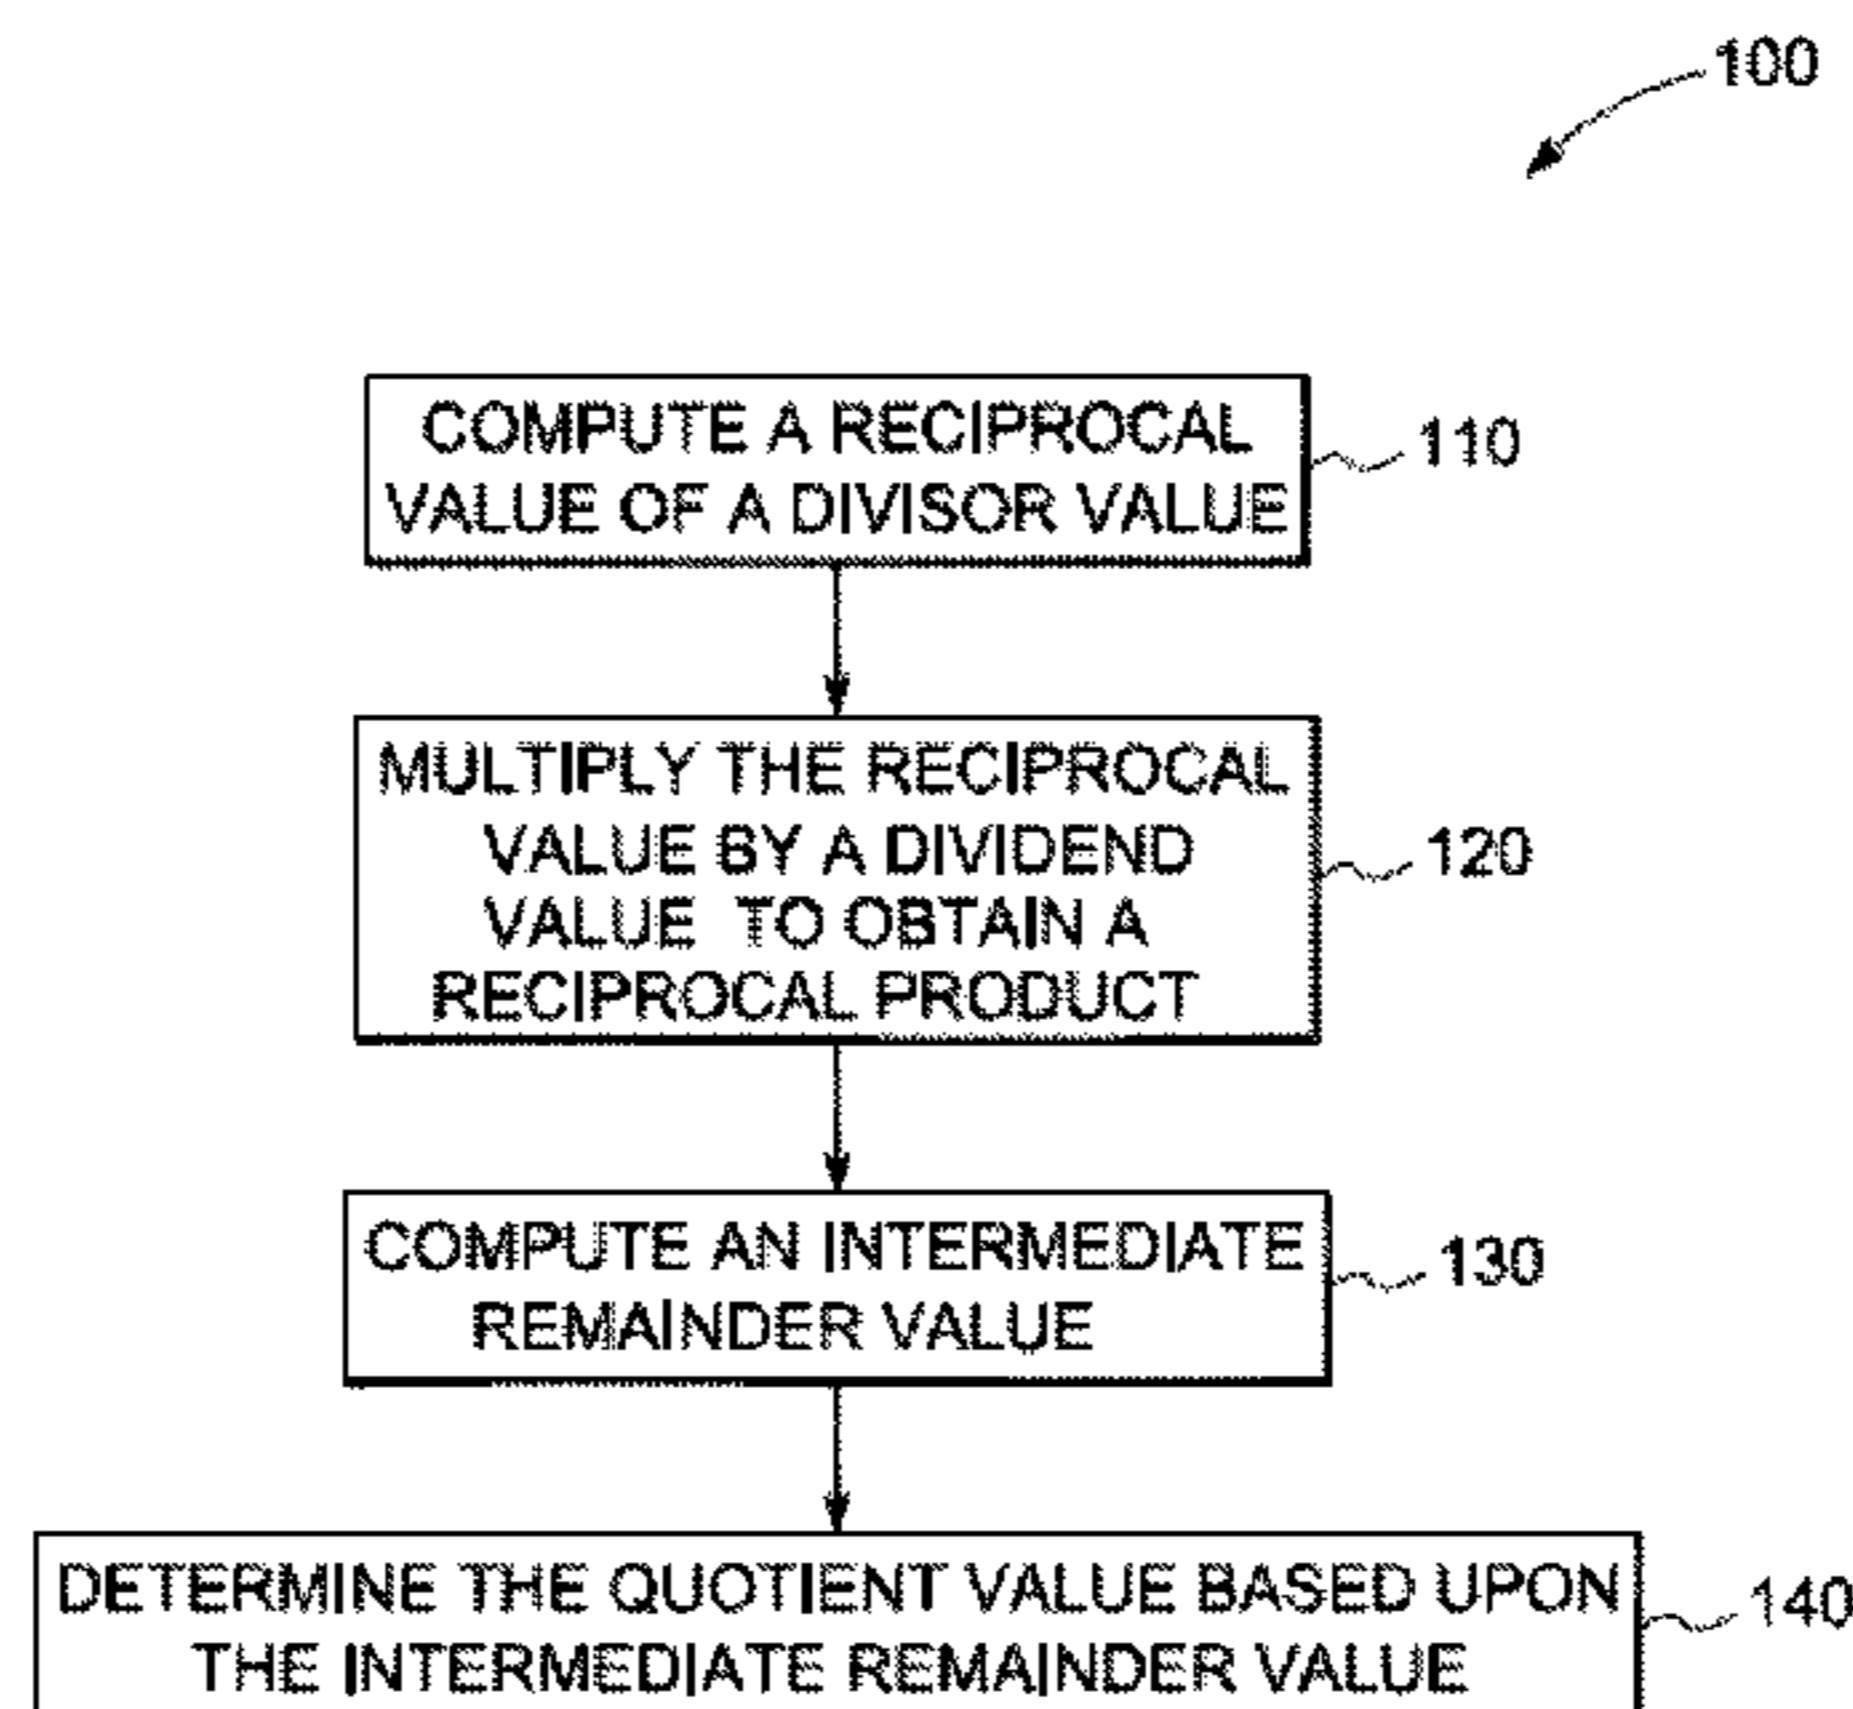 100
COMPUTE A RECIPROCAL
VALUE OF A DIVISOR VALUE
110
MULTIPLY THE RECIPROCAL
VALUE BY A DIVIDEND
VALUE TO OBTAIN A
RECIPROCAL PRODUCT
120
COMPUTE AN INTERMEDIATE
REMAINDER VALUE
130
DETERMINE THE QUOTIENT VALUE BASED UPON
THE INTERMEDIATE REMAINDER VALUE
140